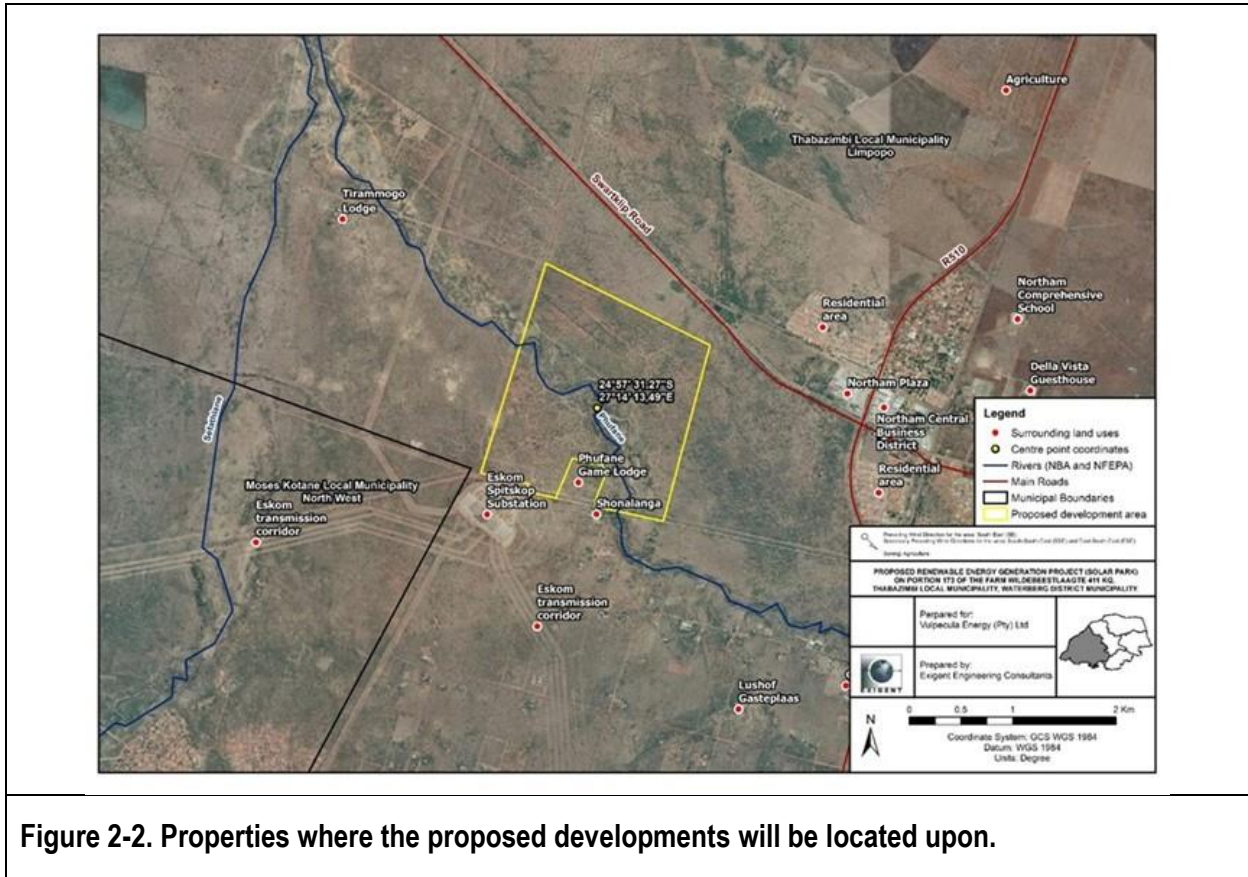 Agriculture
Thabazimbi Local Municipality
Limpopo
Tirammogo
Lodge
Swartklip Road
R510
Northam
Comprehensive
School
Residential
area
24°57' 31.27"S
27°14' 13.49"E
Northam Plaza
Della Vista
Guesthouse
Phufane
Northam Central
Business
District
Phufane
Game Lodge
Eskom
Spitskop
Substation
Shonalanga
Residential
area
Moses Kotane Local Municipality
North West
Eskom
transmission
corridor
Eskom
transmission
corridor
Lushof
Gasteplaas
Legend
Surrounding land uses
Centre point coordinates
Rivers (NBA and NFEPA)
Main Roads
Municipal Boundaries
Proposed development area
PROPOSED RENEWABLE ENERGY GENERATION PROJECT (SOLAR PARK)
ON PORTION 173 OF THE FARM WILDEBEESTLAAGTE 411 KQ,
THABAZIMBI LOCAL MUNICIPALITY, WATERBERG DISTRICT MUNICIPALITY
Prepared for:
Vulpecula Energy (Pty) Ltd
EXIGENT
Prepared by:
Exigent Engineering Consultants
N
0 0.5 1 2 Km
Coordinate System: GCS WGS 1984
Datum: WGS 1984
Units: Degree
Figure 2-2. Properties where the proposed developments will be located upon.